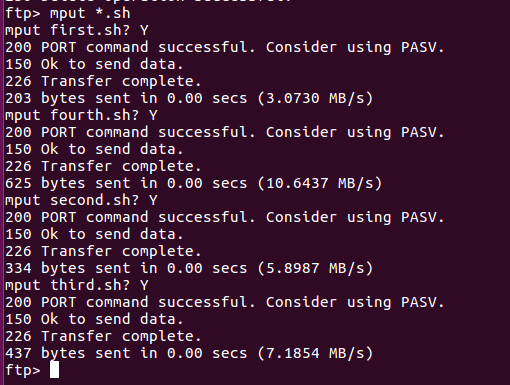 ftp> mput *.sh
mput first.sh? Y
200 PORT command successful. Consider using PASV.
150 Ok to send data.
226 Transfer complete.
203 bytes sent in 0.00 secs (3.0730 MB/s)
mput fourth.sh? Y
200 PORT command successful. Consider using PASV.
150 Ok to send data.
226 Transfer complete.
625 bytes sent in 0.00 secs (10.6437 MB/s)
mput second.sh? Y
200 PORT command successful. Consider using PASV.
150 Ok to send data.
226 Transfer complete.
334 bytes sent in 0.00 secs (5.8987 MB/s)
mput third.sh? Y
200 PORT command successful. Consider using PASV.
150 Ok to send data.
226 Transfer complete.
437 bytes sent in 0.00 secs (7.1854 MB/s)
ftp>